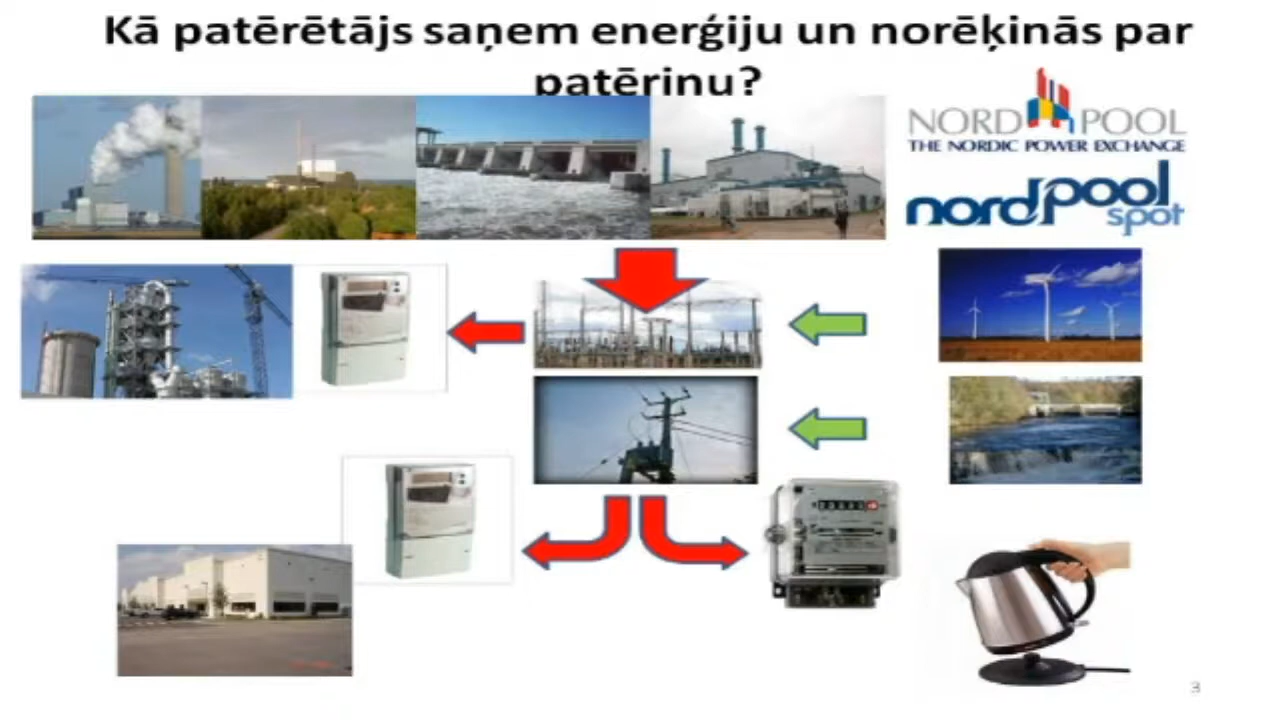 Kā patērētājs saņem enerģiju un norēķinās par
patēriņu?
NORD POOL
THE NORDIC POWER EXCHANGE
nordpool
spot
3